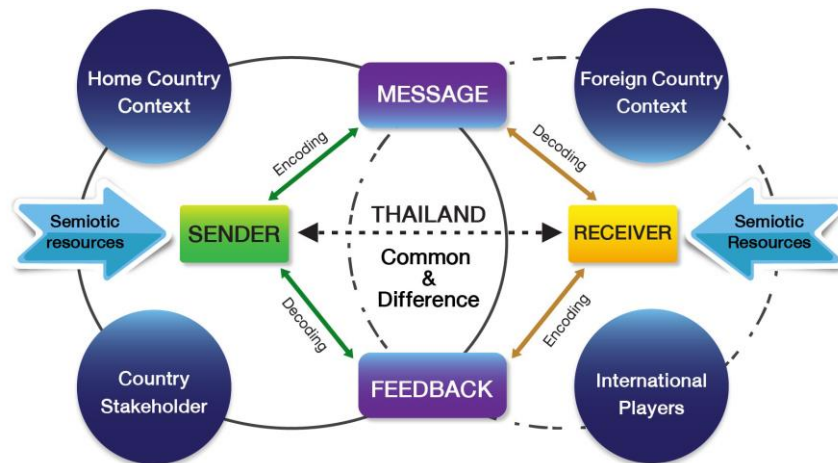 Home Country
Context
MESSAGE
Foreign Country
Context
Encoding
Decoding
Semiotic
resources
SENDER
THAILAND
Common
&
Difference
RECEIVER
Semiotic
Resources
Decoding
Encoding
Country
Stakeholder
FEEDBACK
International
Players